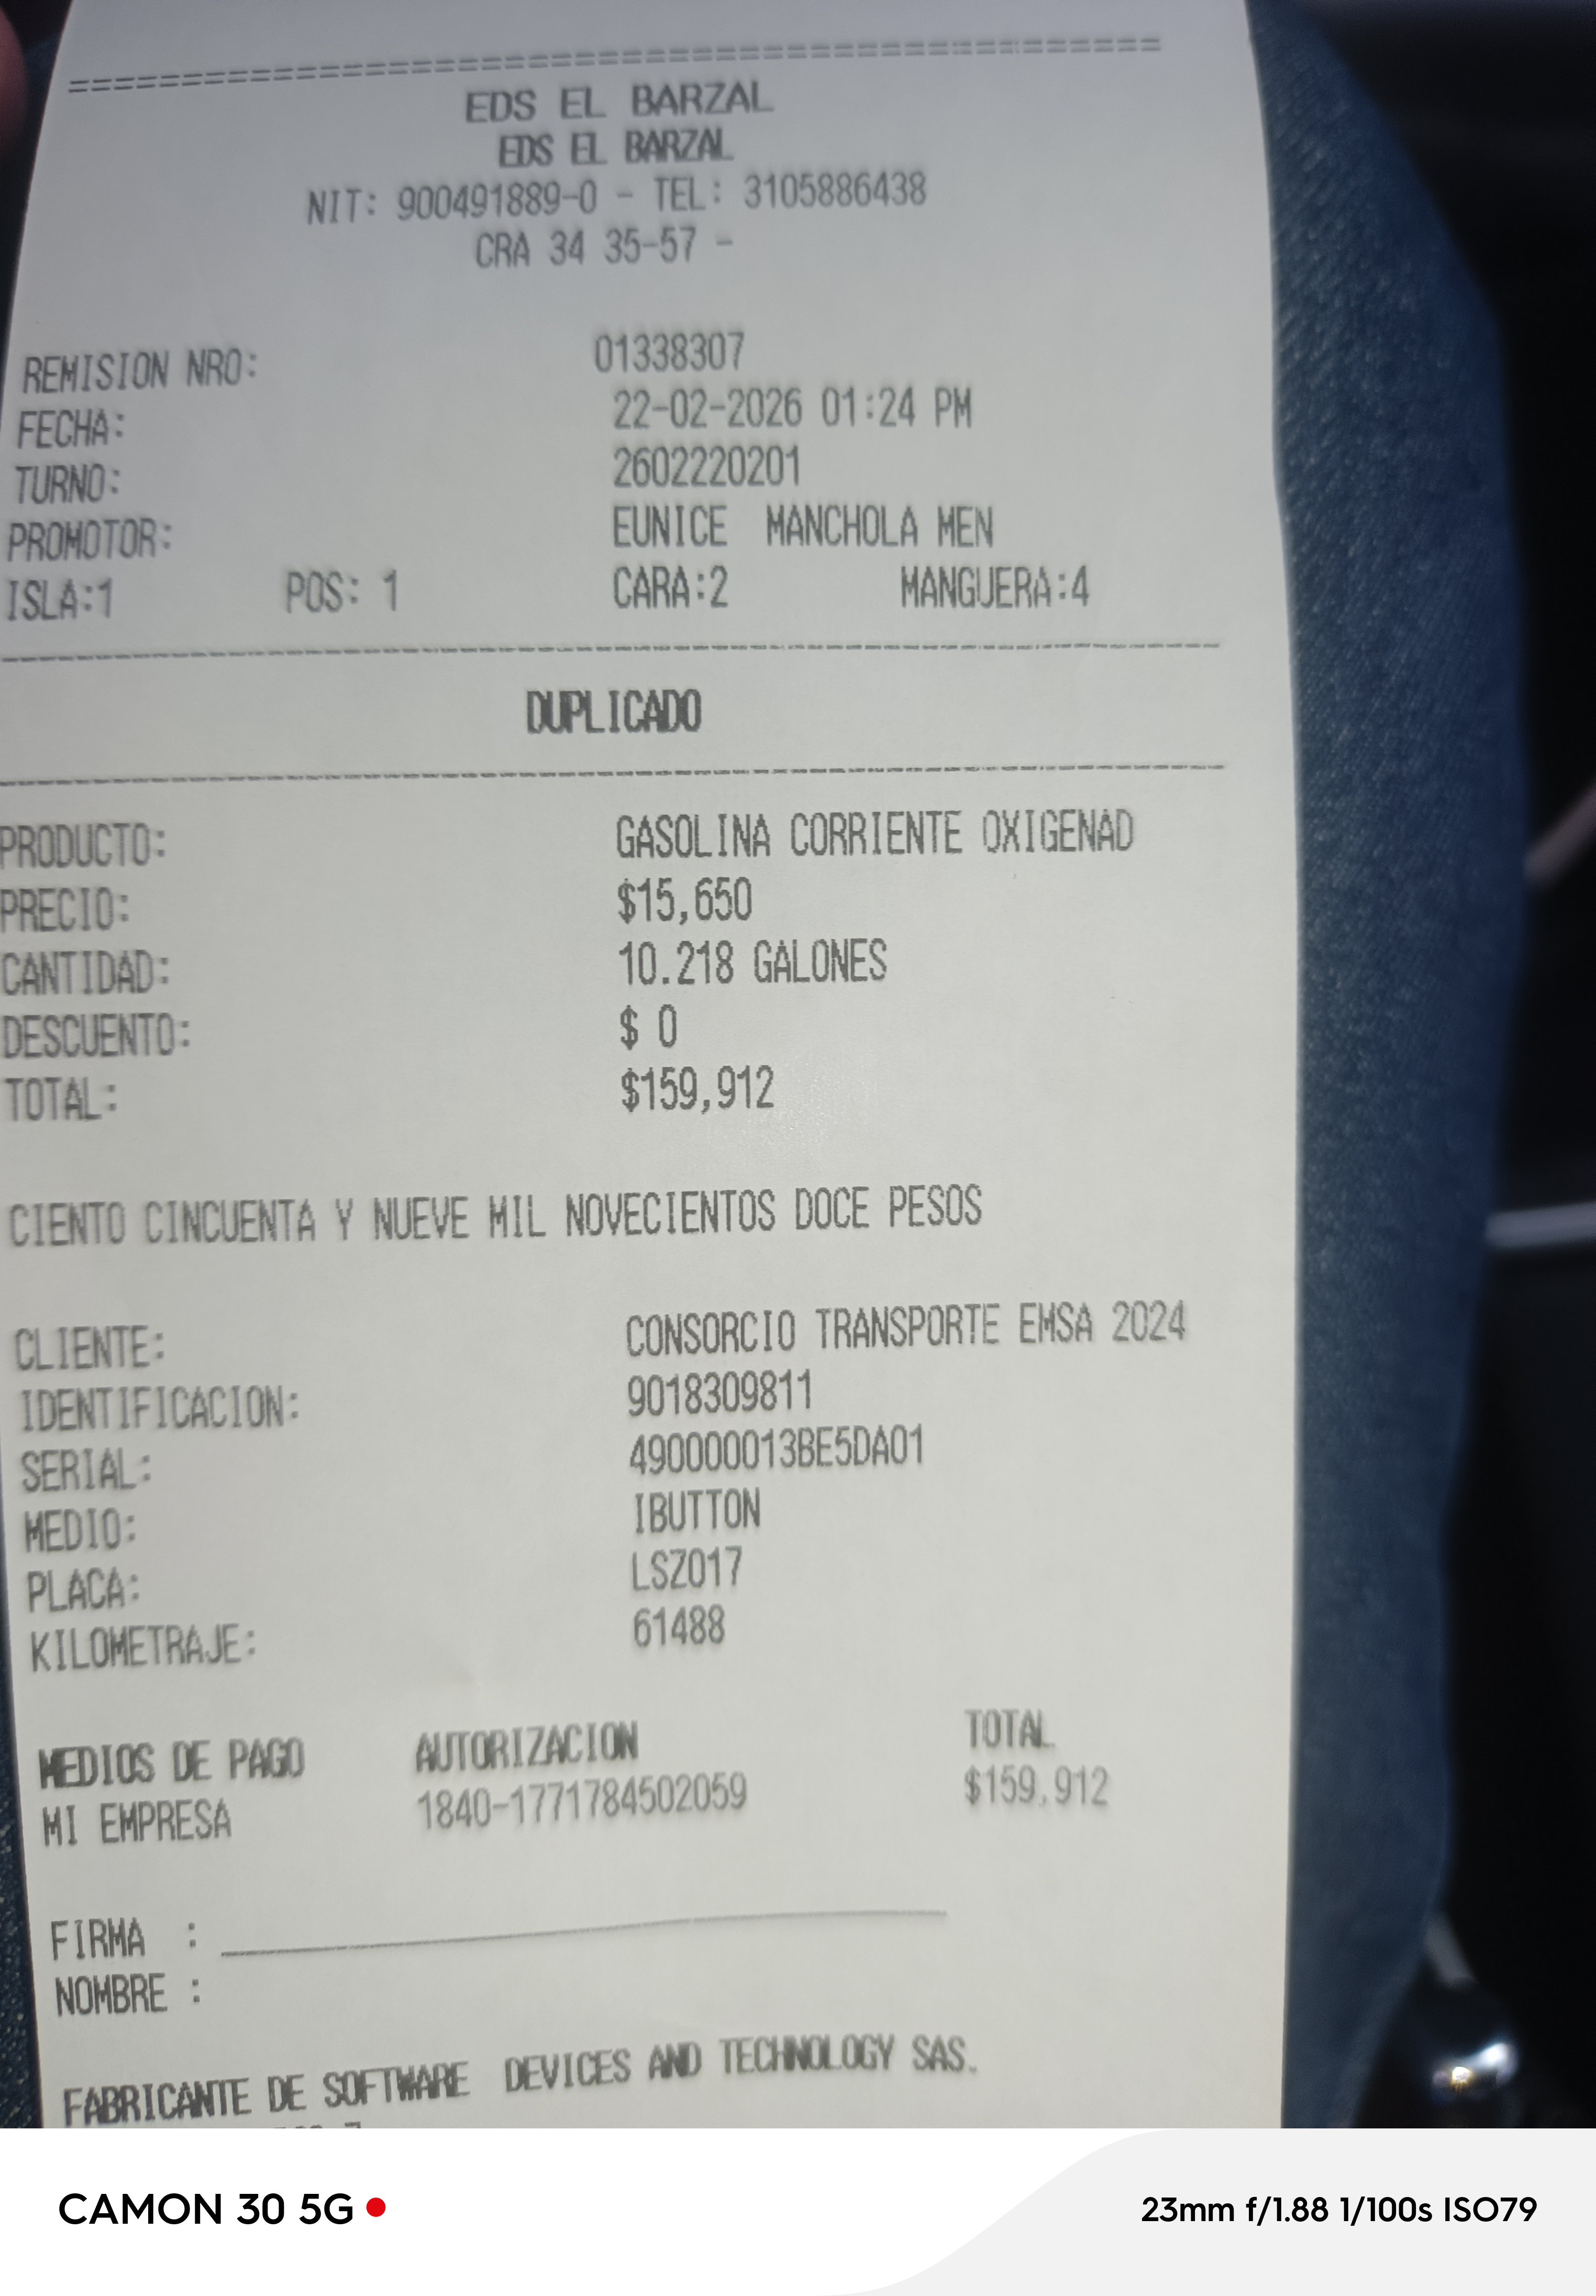 ================================================
EDS EL BARZAL
EDS EL BARZAL
NIT: 900491889-0 - TEL: 3105886438
CRA 34 35-57 -
REMISION NRO: 01338307
FECHA: 22-02-2026 01:24 PM
TURNO: 2602220201
PROMOTOR: EUNICE MANCHOLA MEN
ISLA:1 POS: 1 CARA:2 MANGUERA:4
DUPLICADO
PRODUCTO: GASOLINA CORRIENTE OXIGENAD
PRECIO: $15,650
CANTIDAD: 10.218 GALONES
DESCUENTO: $ 0
TOTAL: $159,912
CIENTO CINCUENTA Y NUEVE MIL NOVECIENTOS DOCE PESOS
CLIENTE: CONSORCIO TRANSPORTE EMSA 2024
IDENTIFICACION: 9018309811
SERIAL: 490000013BE5DA01
MEDIO: IBUTTON
PLACA: LSZ017
KILOMETRAJE: 61488
MEDIOS DE PAGO AUTORIZACION TOTAL
MI EMPRESA 1840-1771784502059 $159,912
FIRMA :
NOMBRE :
FABRICANTE DE SOFTWARE DEVICES AND TECHNOLOGY SAS.
CAMON 30 5G
23mm f/1.88 1/100s ISO79